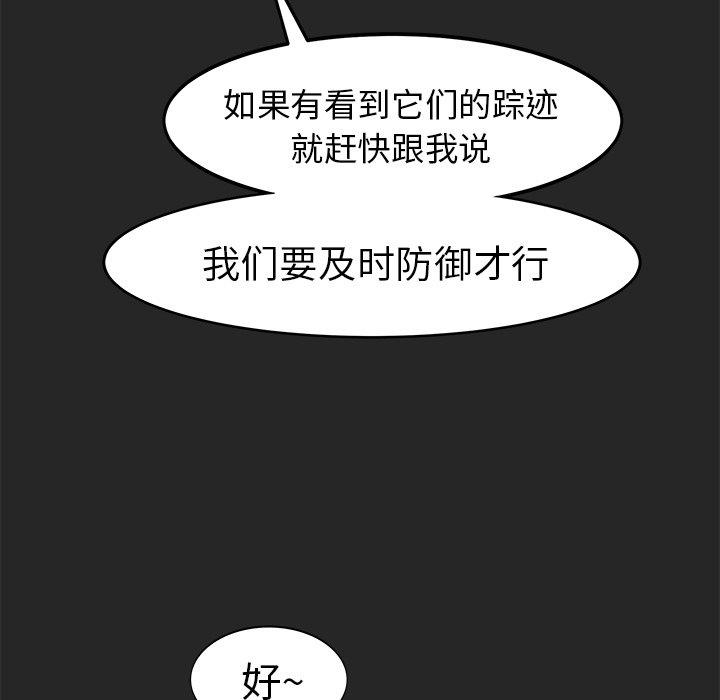 如果有看到它们的踪迹
就赶快跟我说
我们要及时防御才行
好~